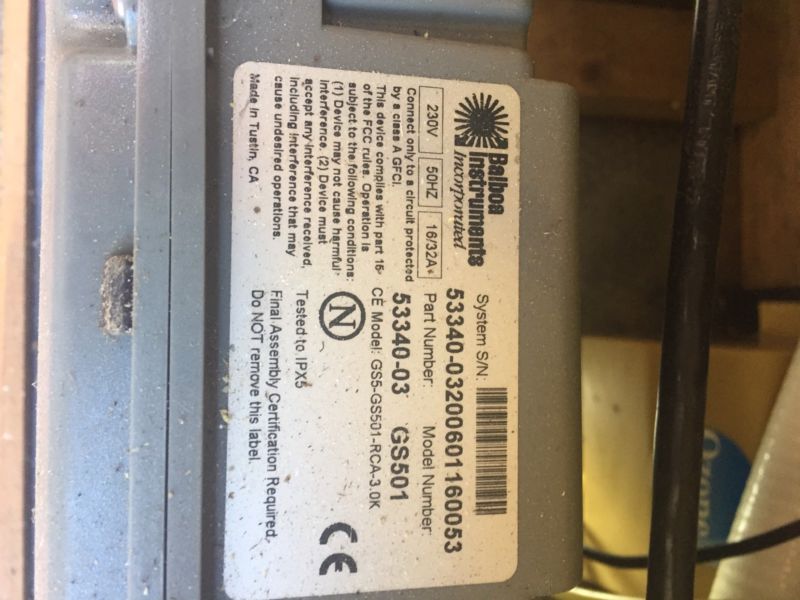 Balboa
Instruments
Incorporated
230V 50HZ 16/32A
Connect only to a circuit protected
by a class A GFCI.
This device complies with part 15
of the FCC rules. Operation is
subject to the following conditions:
(1) Device may not cause harmful
interference. (2) Device must
accept any interference received,
including interference that may
cause undesired operations.
Made in Tustin, CA
System S/N:
53340-03200601160053
Part Number: Model Number:
53340-03 GS501
CE Model: GS5-GS501-RCA-3.0K
N
Tested to IPX5
CE
Final Assembly Certification Required.
Do NOT remove this label.
Ozone